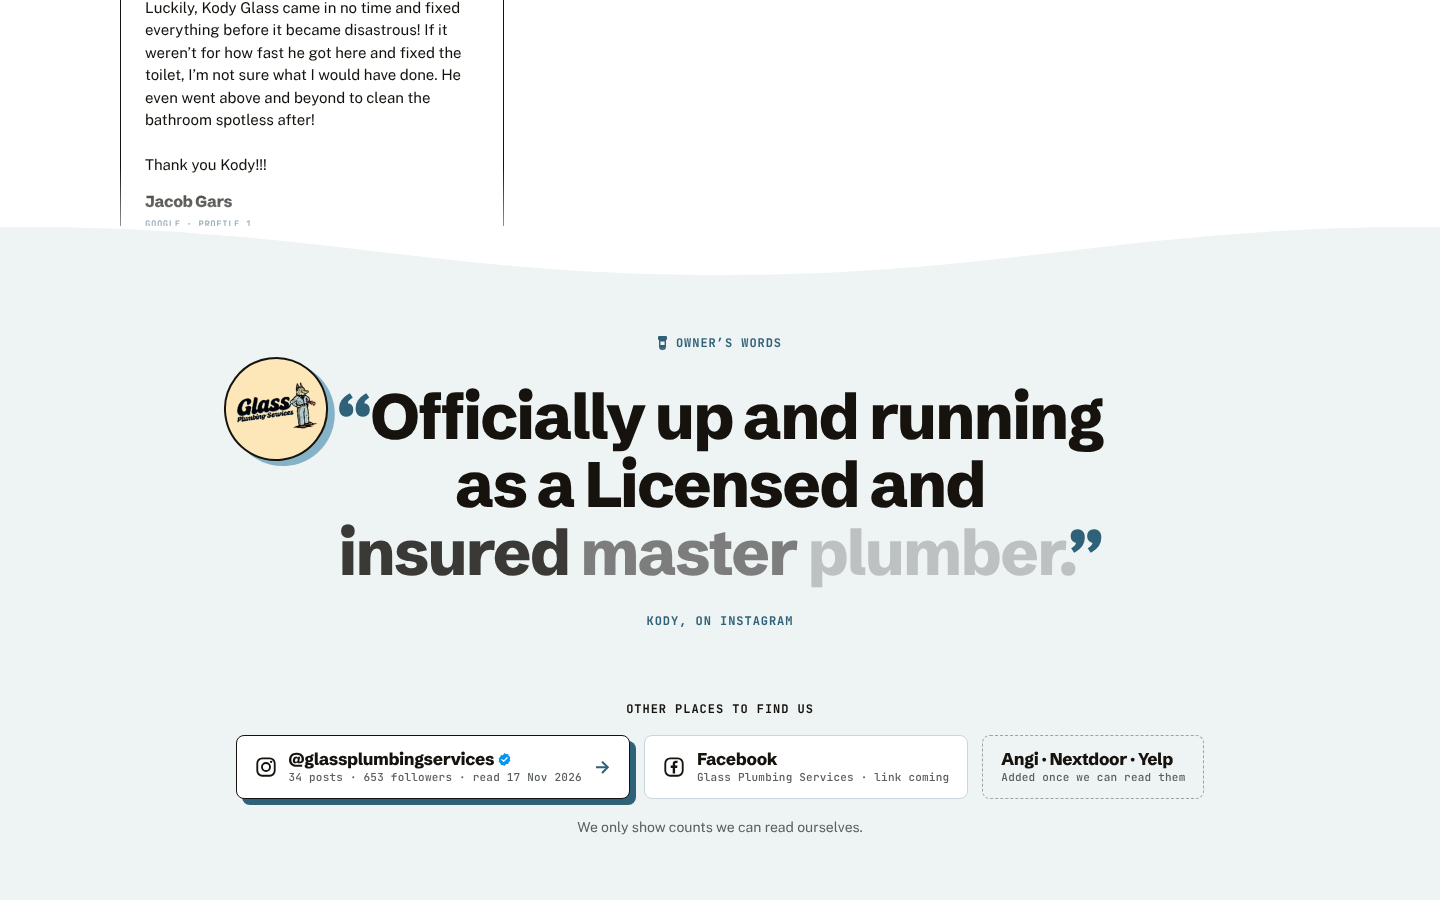 Luckily, Kody Glass came in no time and fixed
everything before it became disastrous! If it
weren’t for how fast he got here and fixed the
toilet, I’m not sure what I would have done. He
even went above and beyond to clean the
bathroom spotless after!
Thank you Kody!!!
Jacob Gars
GOOGLE · PROFILE 1
OWNER’S WORDS
Glass
Plumbing Services
“Officially up and running
as a Licensed and
insured master plumber.”
KODY, ON INSTAGRAM
OTHER PLACES TO FIND US
@glassplumbingservices
34 posts · 653 followers · read 17 Nov 2026
Facebook
Glass Plumbing Services · link coming
Angi · Nextdoor · Yelp
Added once we can read them
We only show counts we can read ourselves.